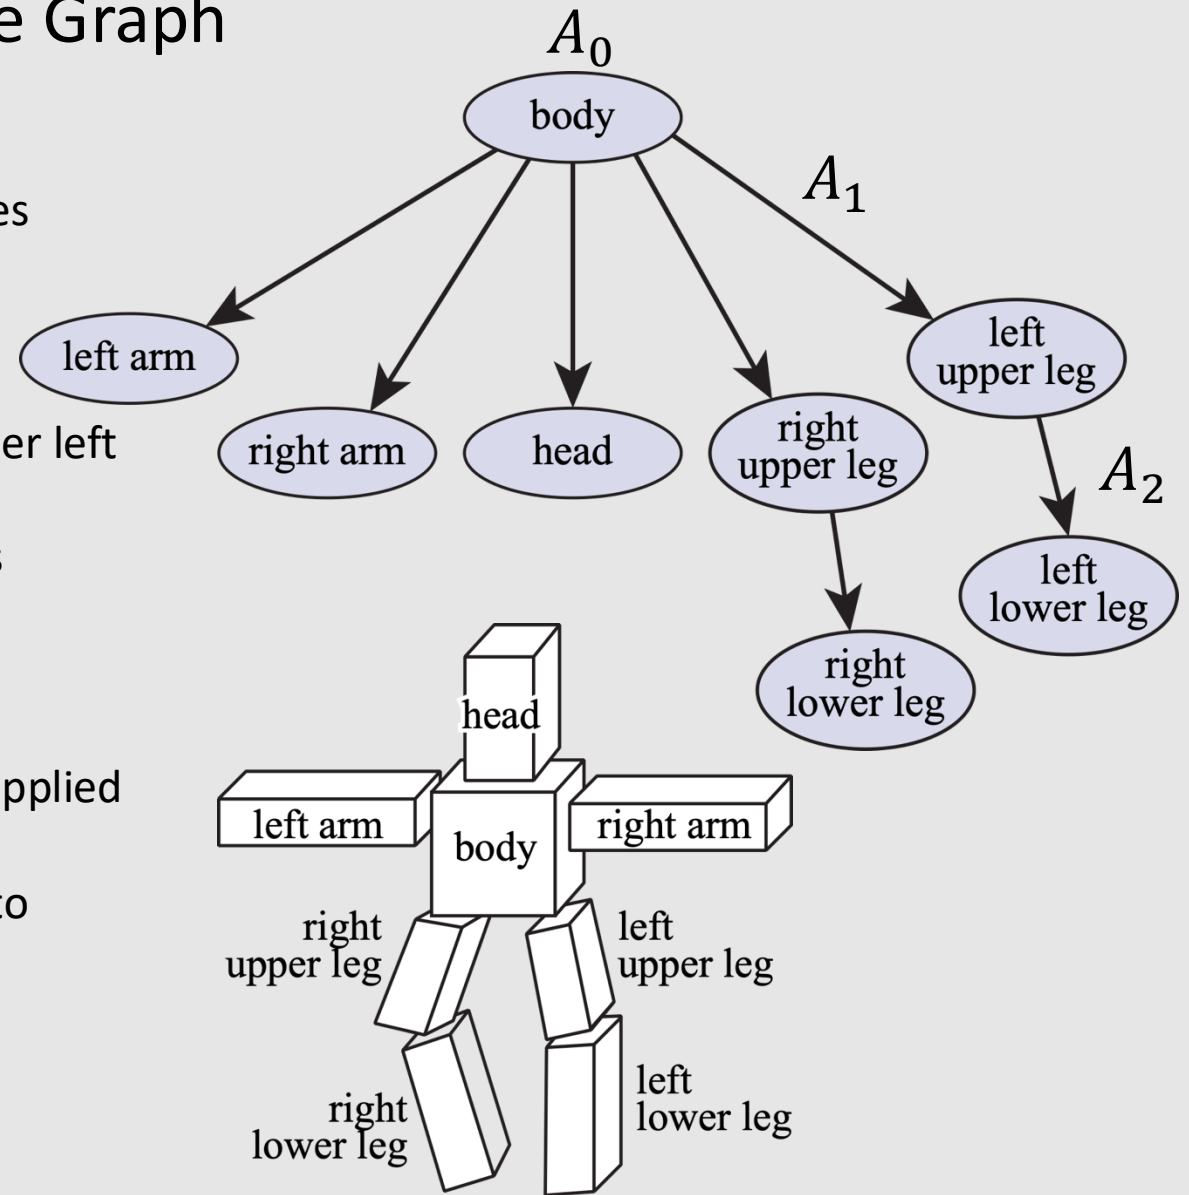 e Graph
A₀
body
es
A₁
left arm
left
upper leg
er left
right arm
head
right
upper leg
A₂
s
left
lower leg
right
lower leg
head
pplied
left arm
body
right arm
to
right
upper leg
left
upper leg
left
lower leg
right
lower leg